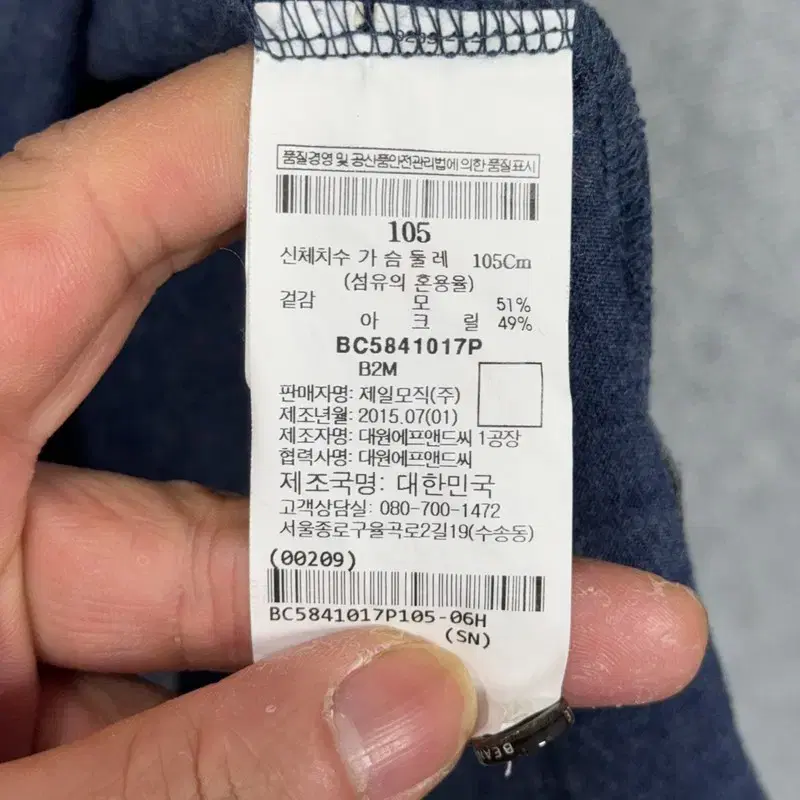 품질경영 및 공산품안전관리법에 의한 품질표시
105
신체치수 가 슴 둘 레 105Cm
(섬유의 혼용율)
겉감 모 51%
아 크 릴 49%
BC5841017P
B2M
판매자명: 제일모직(주)
제조년월: 2015.07(01)
제조자명: 대원에프앤드씨 1공장
협력사명: 대원에프앤드씨
제조국명: 대한민국
고객상담실: 080-700-1472
서울종로구율곡로2길19(수송동)
(00209)
BC5841017P105-06H
(SN)